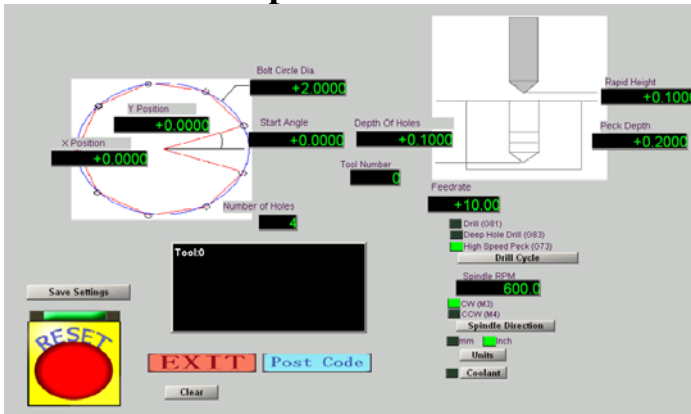 Bolt Circle Dia.
+2.0000
Y Position
+0.0000
X Position
+0.0000
Start Angle
+0.0000
Number of Holes
4
Depth Of Holes
+0.1000
Tool Number
0
Rapid Height
+0.1000
Peck Depth
+0.2000
Feedrate
+10.00
Drill (G81)
Deep Hole Drill (G83)
High Speed Peck (G73)
Drill Cycle
Spindle RPM
600.0
CW (M3)
CCW (M4)
Spindle Direction
mm Inch
Units
Coolant
Tool:0
Save Settings
RESET
EXIT
Post Code
Clear